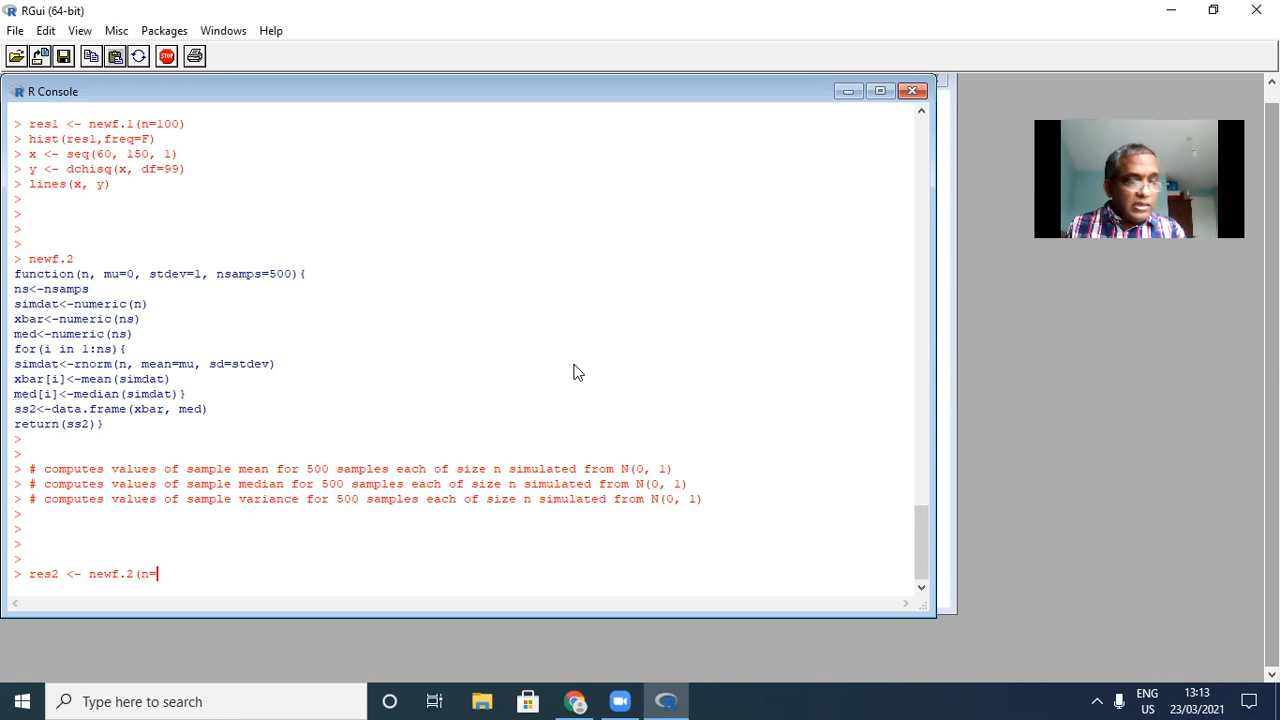 RGui (64-bit)
File Edit View Misc Packages Windows Help
STOP
R Console
> res1 <- newf.1(n=100)
> hist(res1,freq=F)
> x <- seq(60, 150, 1)
> y <- dchisq(x, df=99)
> lines(x, y)
>
>
>
>
> newf.2
function(n, mu=0, stdev=1, nsamps=500){
ns<-nsamps
simdat<-numeric(n)
xbar<-numeric(ns)
med<-numeric(ns)
for(i in 1:ns){
simdat<-rnorm(n, mean=mu, sd=stdev)
xbar[i]<-mean(simdat)
med[i]<-median(simdat)}
ss2<-data.frame(xbar, med)
return(ss2)}
>
>
> # computes values of sample mean for 500 samples each of size n simulated from N(0, 1)
> # computes values of sample median for 500 samples each of size n simulated from N(0, 1)
> # computes values of sample variance for 500 samples each of size n simulated from N(0, 1)
>
>
>
>
> res2 <- newf.2(n=
Type here to search
ENG
US
13:13
23/03/2021